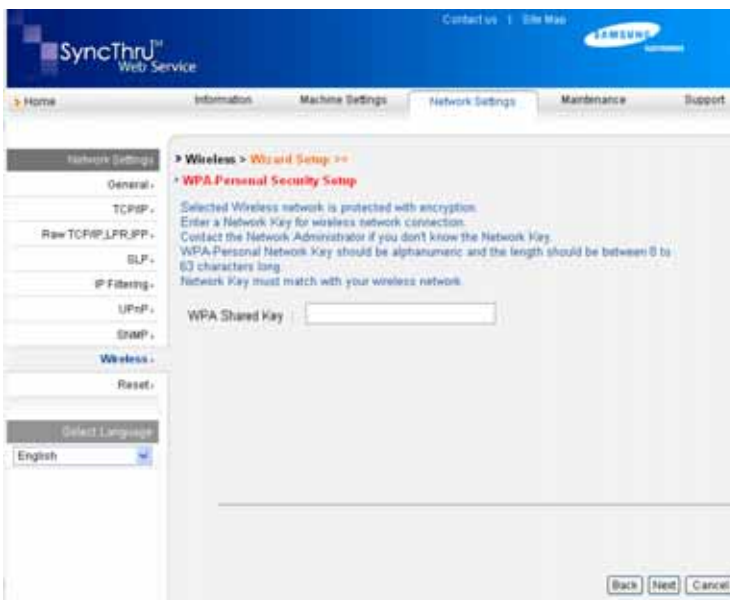 Contact us | Site Map
SAMSUNG
ELECTRONICS
SyncThru™
Web Service
Home
Information
Machine Settings
Network Settings
Maintenance
Support
Network Settings
General
TCP/IP
Raw TCP/IP,LPR,IPP
SLP
IP Filtering
UPnP
SNMP
Wireless
Reset
Select Language
English
Wireless > Wizard Setup >>
WPA-Personal Security Setup
Selected Wireless network is protected with encryption.
Enter a Network Key for wireless network connection.
Contact the Network Administrator if you don't know the Network Key.
WPA-Personal Network Key should be alphanumeric and the length should be between 8 to
63 characters long
Network Key must match with your wireless network.
WPA Shared Key :
Back
Next
Cancel